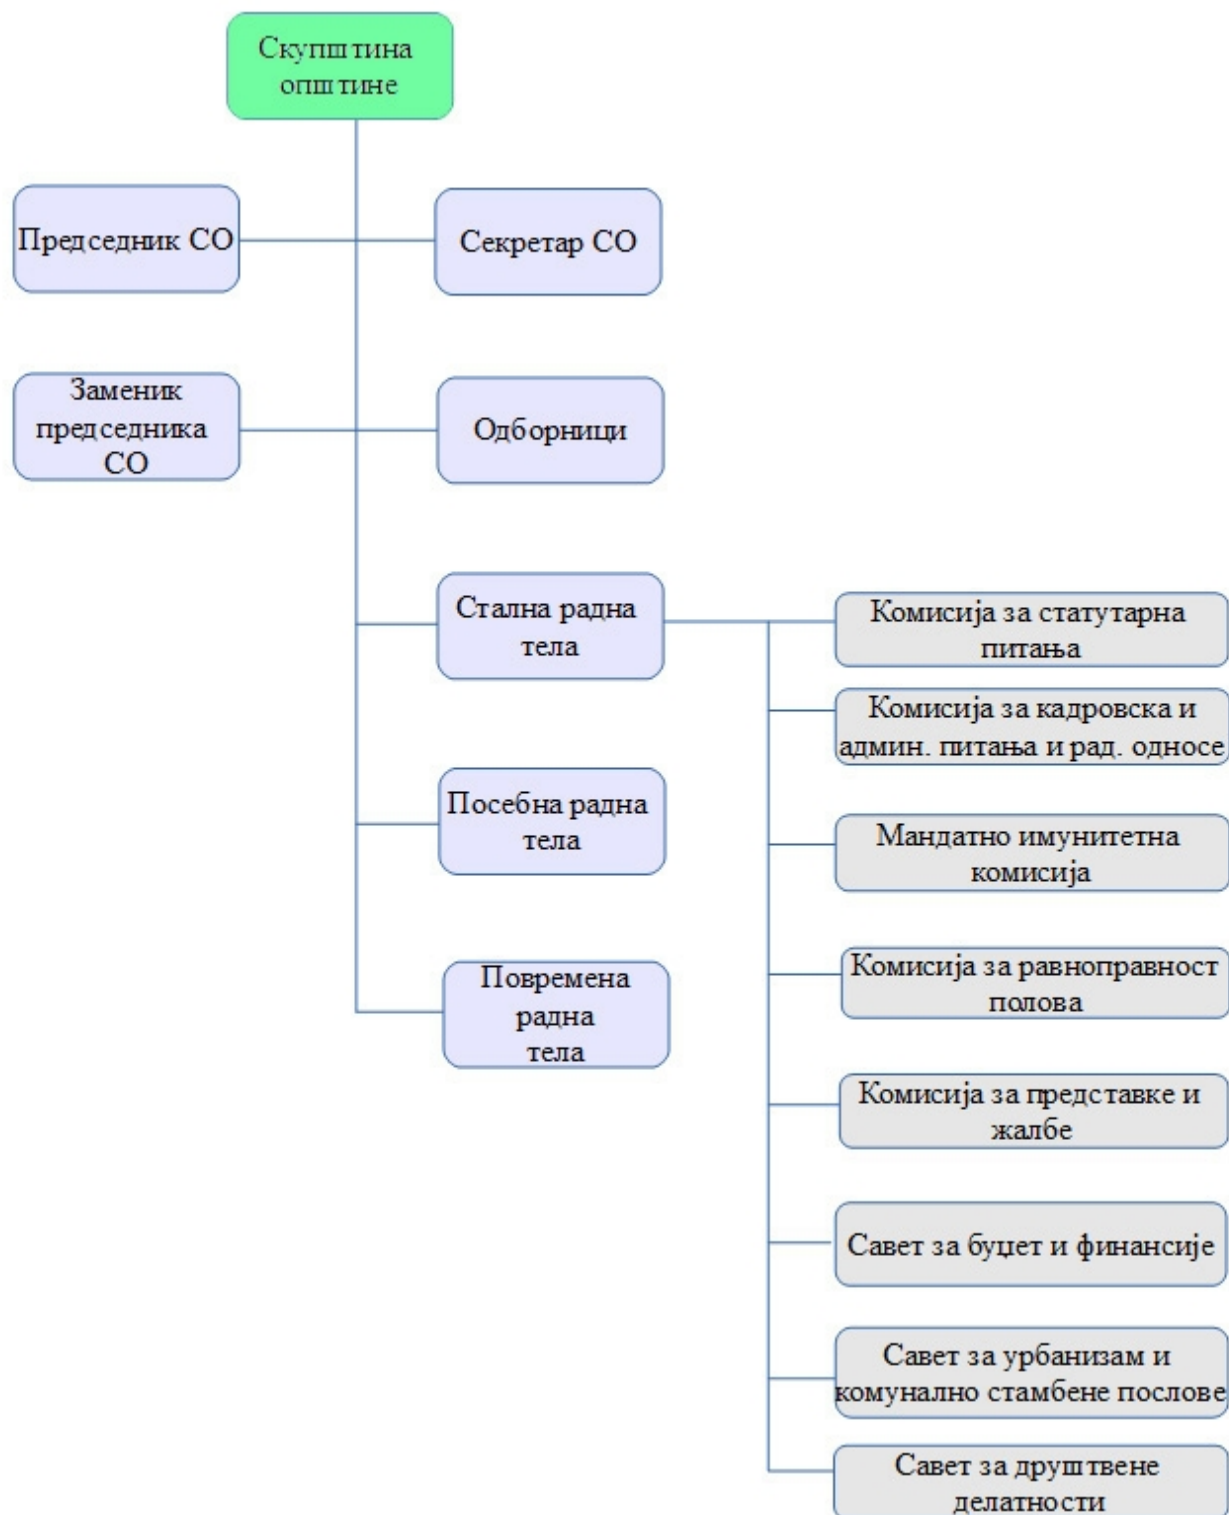 Скупштина
општине
Председник СО
Секретар СО
Заменик
председника
СО
Одборници
Стална радна
тела
Комисија за статутарна
питања
Комисија за кадровска и
админ. питања и рад. односе
Мандатно имунитетна
комисија
Посебна радна
тела
Комисија за равноправност
полова
Повремена
радна
тела
Комисија за представке и
жалбе
Савет за буџет и финансије
Савет за урбанизам и
комунално стамбене послове
Савет за друштвене
делатности